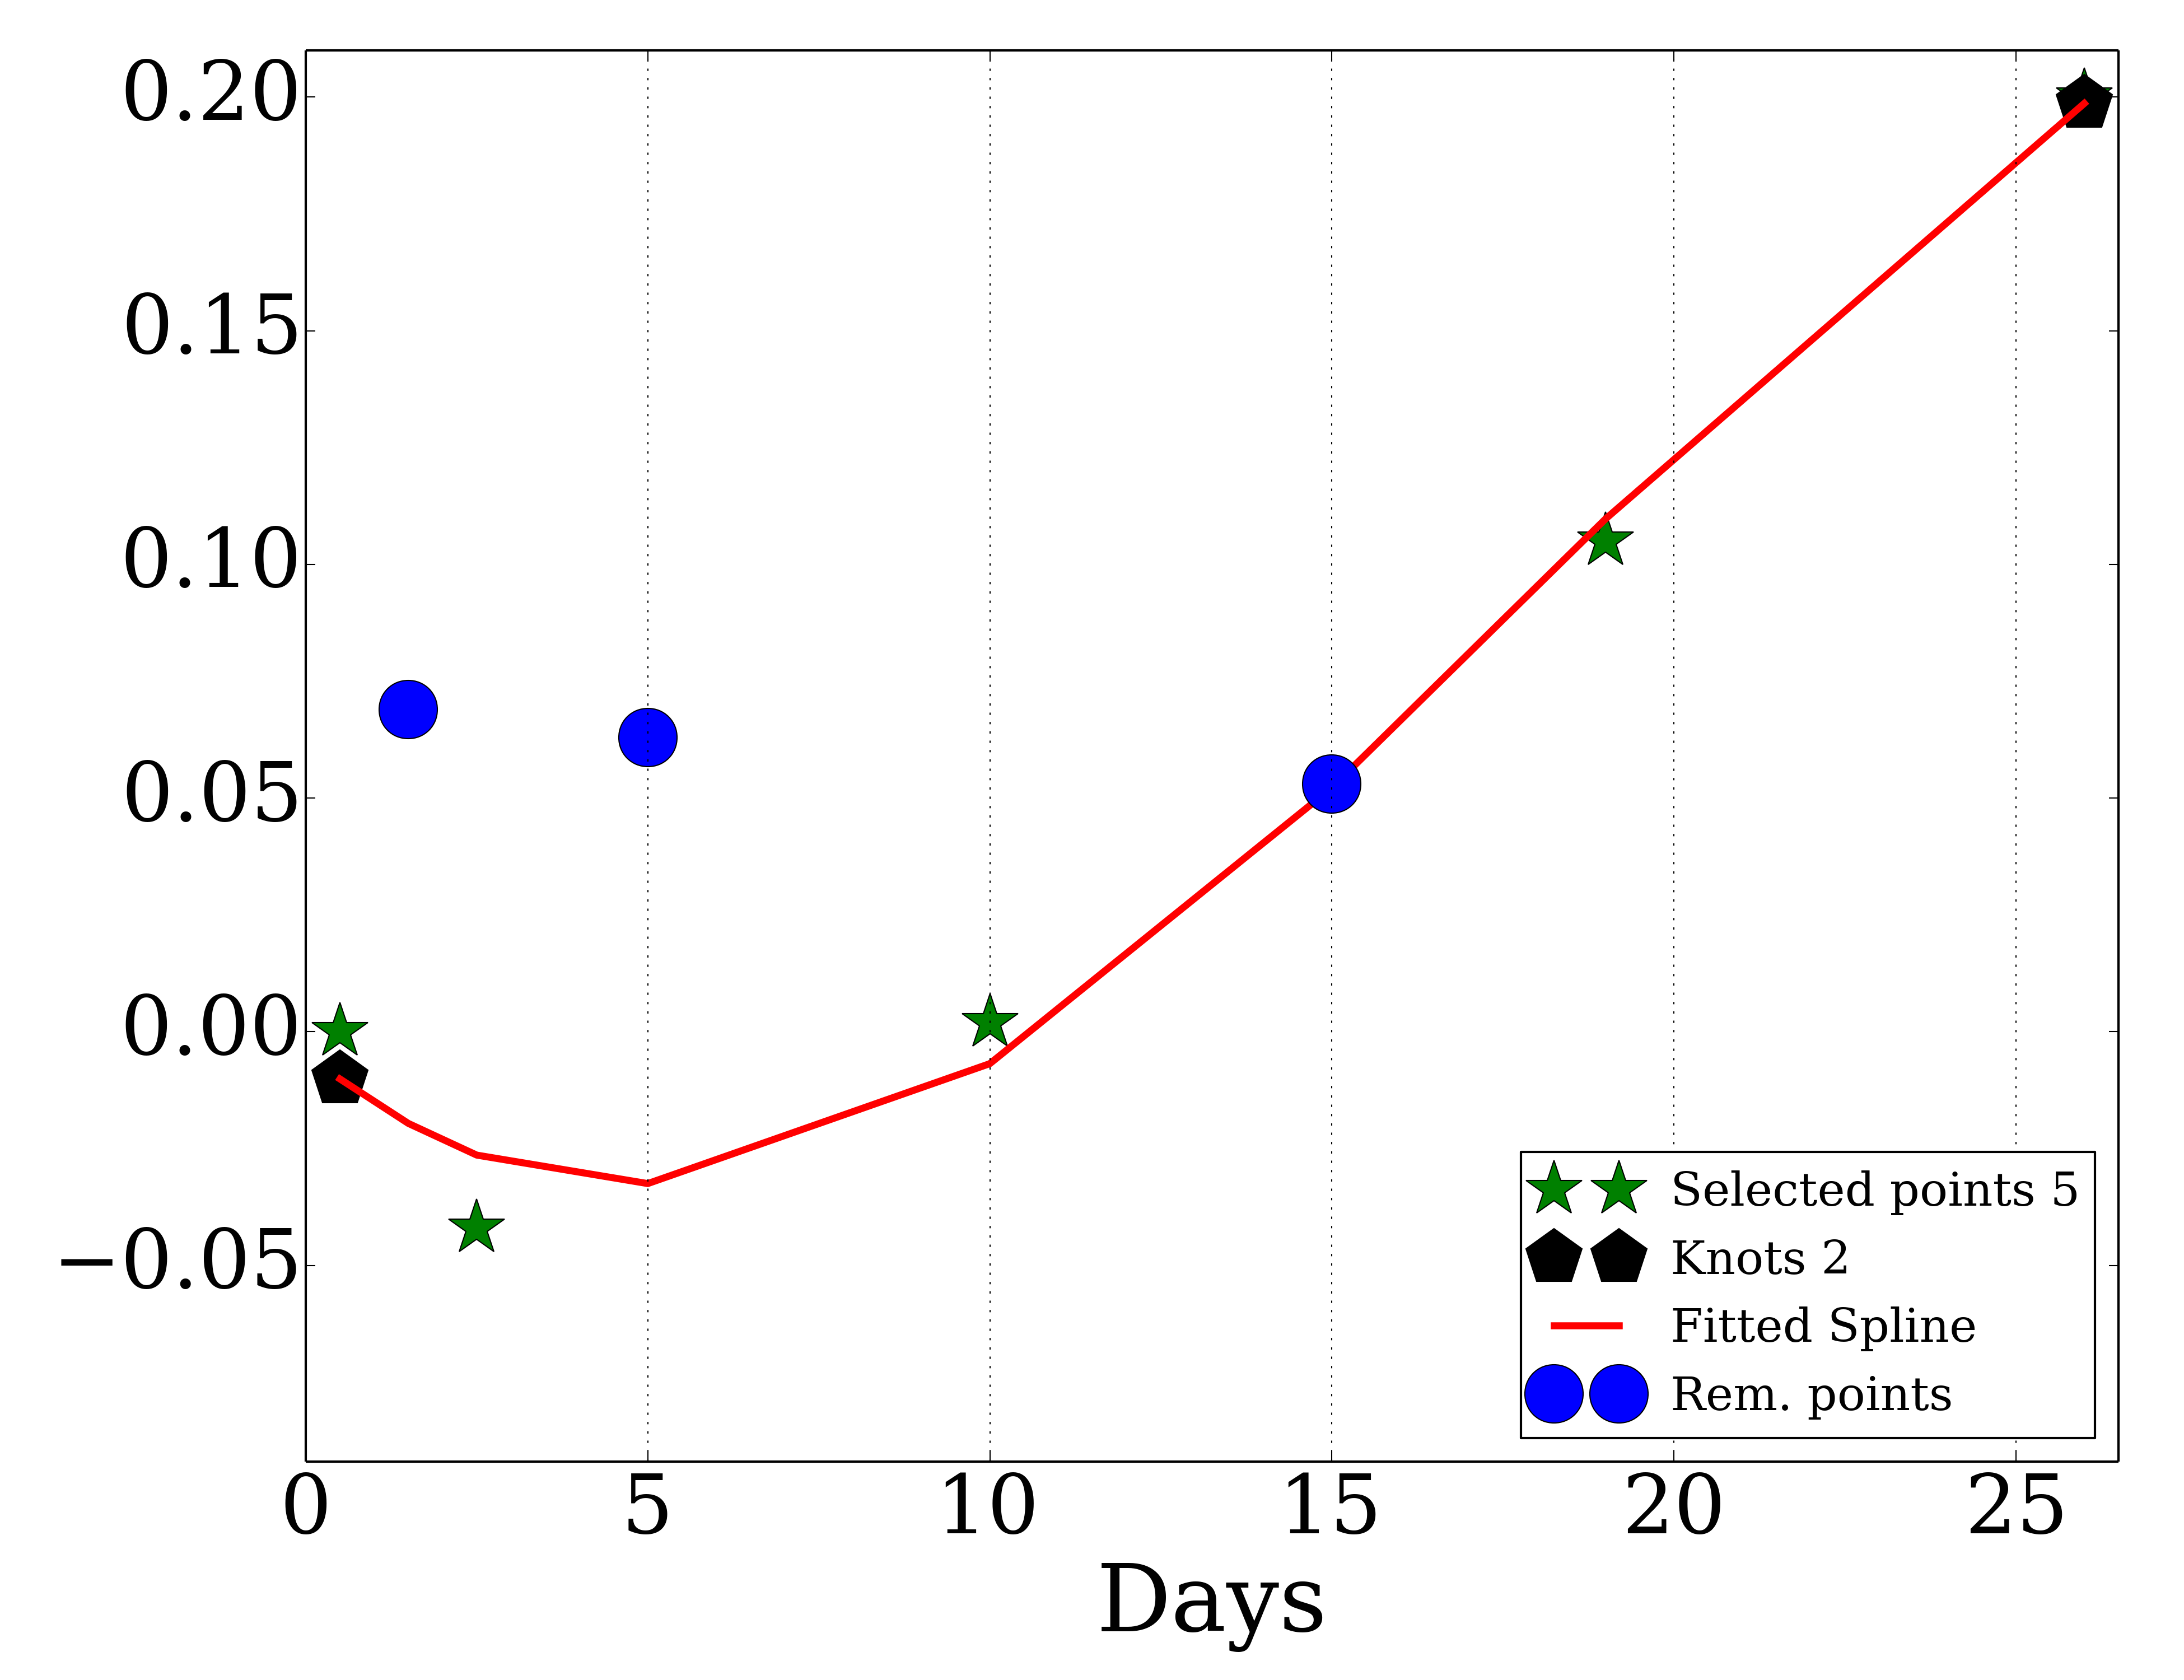 0.20
0.15
0.10
0.05
0.00
−0.05
0 5 10 15 20 25
Days
Selected points 5
Knots 2
Fitted Spline
Rem. points